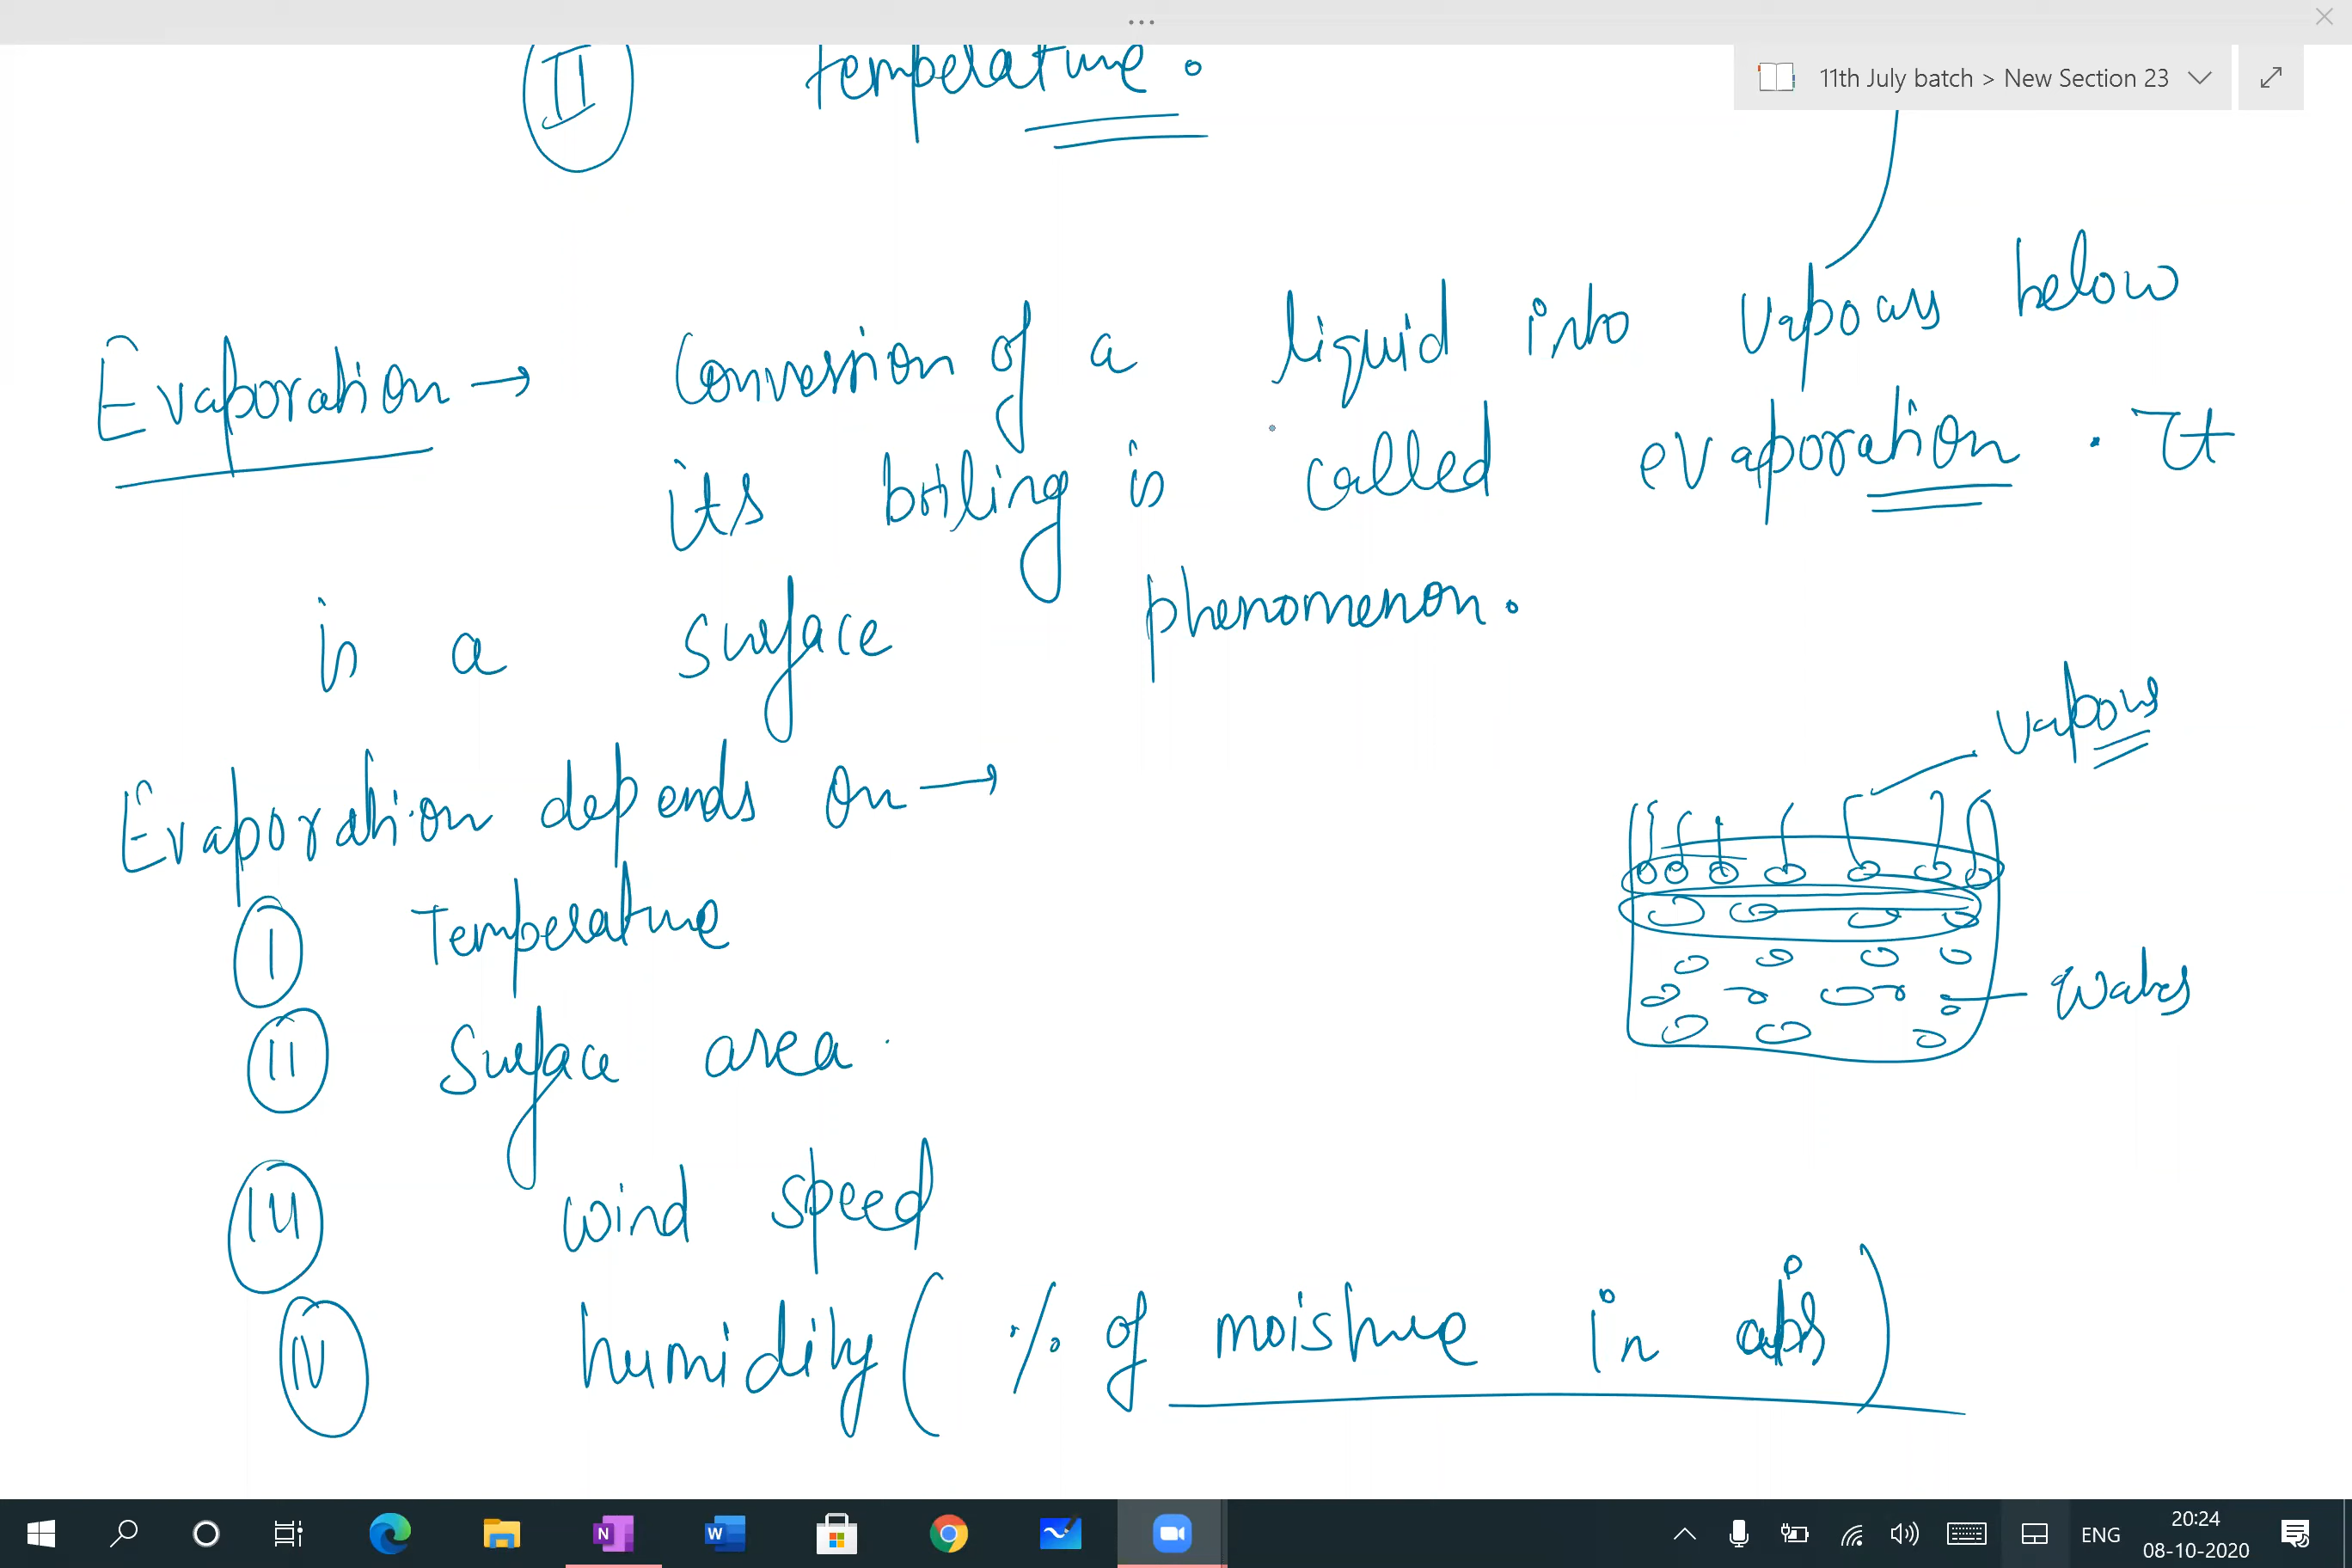 ...
11th July batch > New Section 23
II temperature.
Evaporation → Conversion of a liquid into vapours below
its boiling is called evaporation. It
is a surface phenomenon.
vapours
Evaporation depends on →
I Temperature
water
II Surface area.
III wind speed
IV humidity ( % of moisture in
N
W
ENG
20:24
08-10-2020